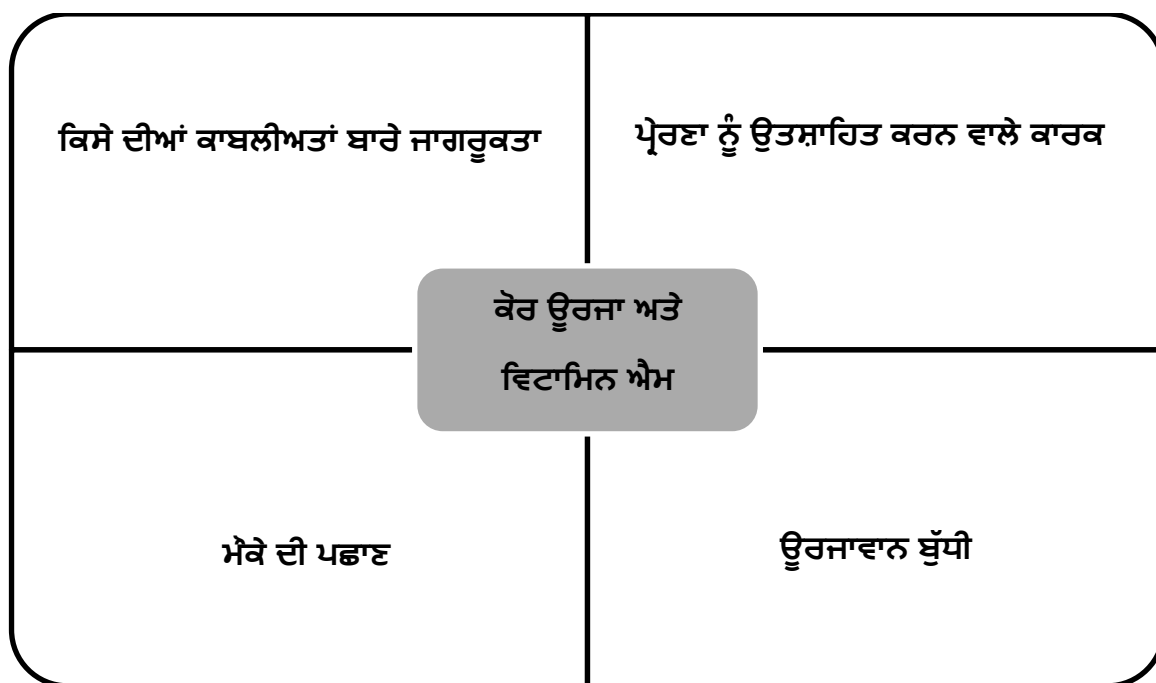 ਕਿਸੇ ਦੀਆਂ ਕਾਬਲੀਅਤਾਂ ਬਾਰੇ ਜਾਗਰੂਕਤਾ
ਪ੍ਰੇਰਣਾ ਨੂੰ ਉਤਸ਼ਾਹਿਤ ਕਰਨ ਵਾਲੇ ਕਾਰਕ
ਕੋਰ ਊਰਜਾ ਅਤੇ
ਵਿਟਾਮਿਨ ਐਮ
ਮੌਕੇ ਦੀ ਪਛਾਣ
ਊਰਜਾਵਾਨ ਬੁੱਧੀ